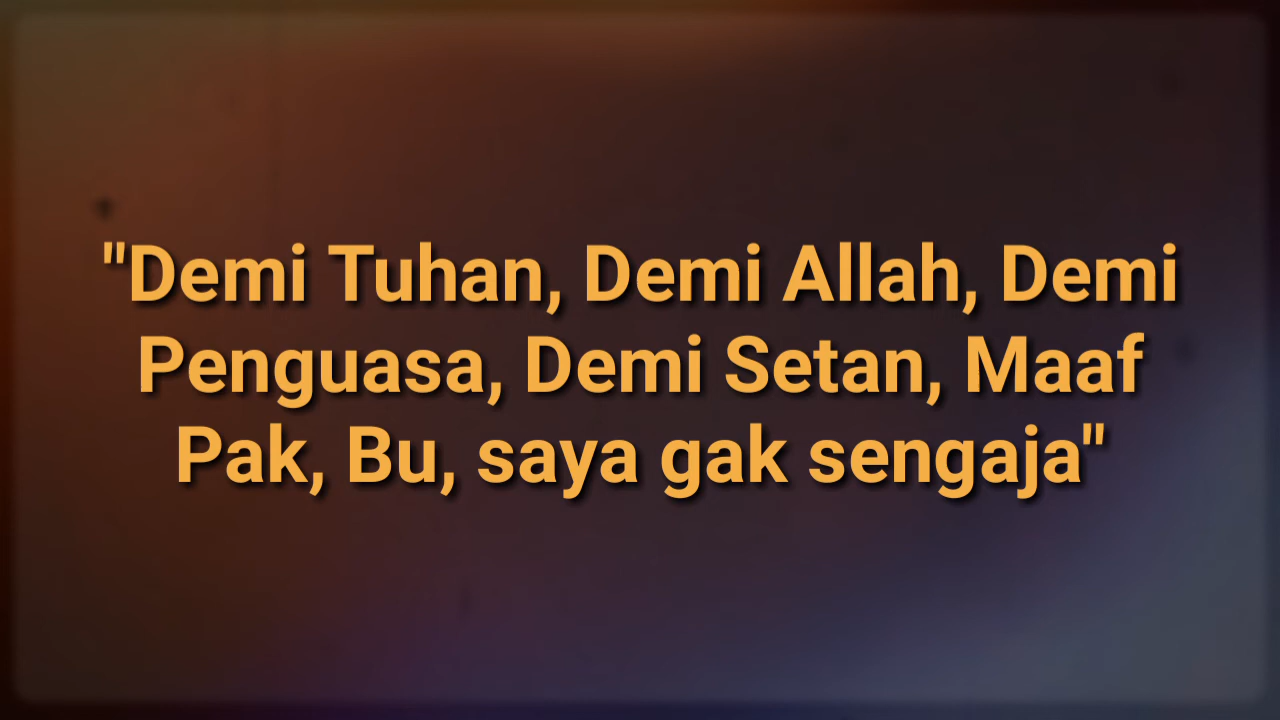 "Demi Tuhan, Demi Allah, Demi
Penguasa, Demi Setan, Maaf
Pak, Bu, saya gak sengaja"